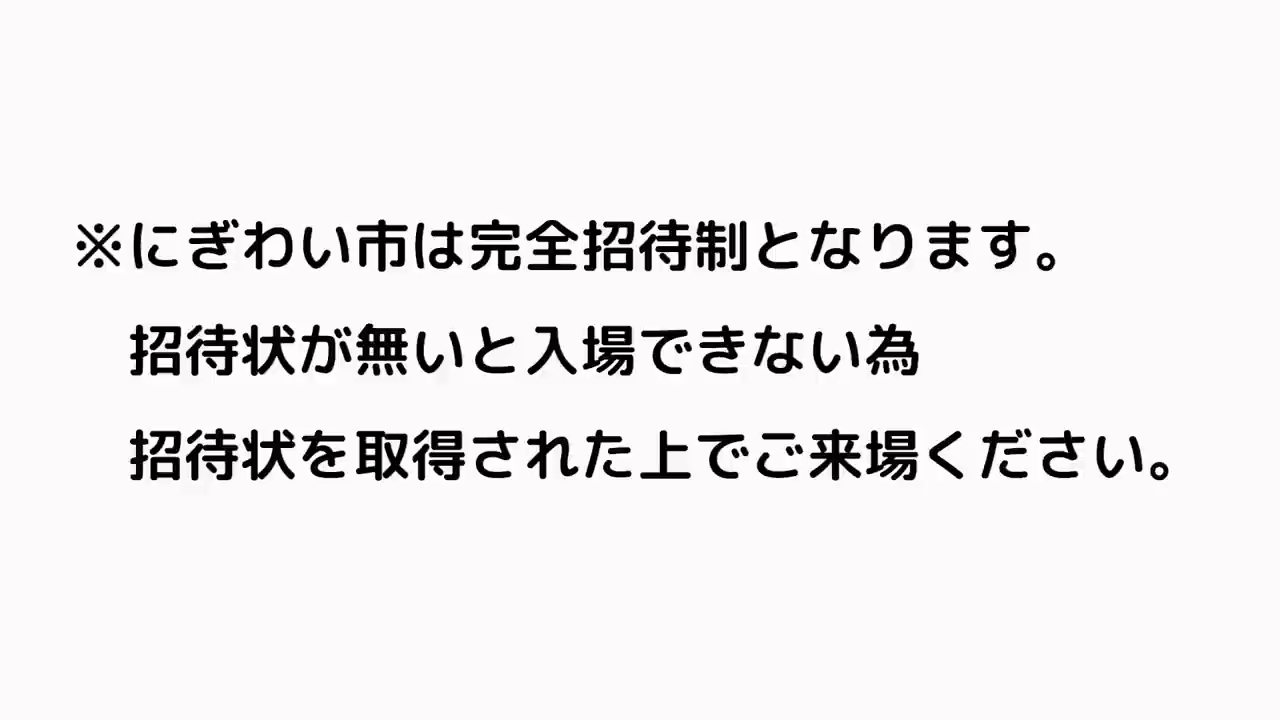 ※にぎわい市は完全招待制となります。
招待状が無いと入場できない為
招待状を取得された上でご来場ください。